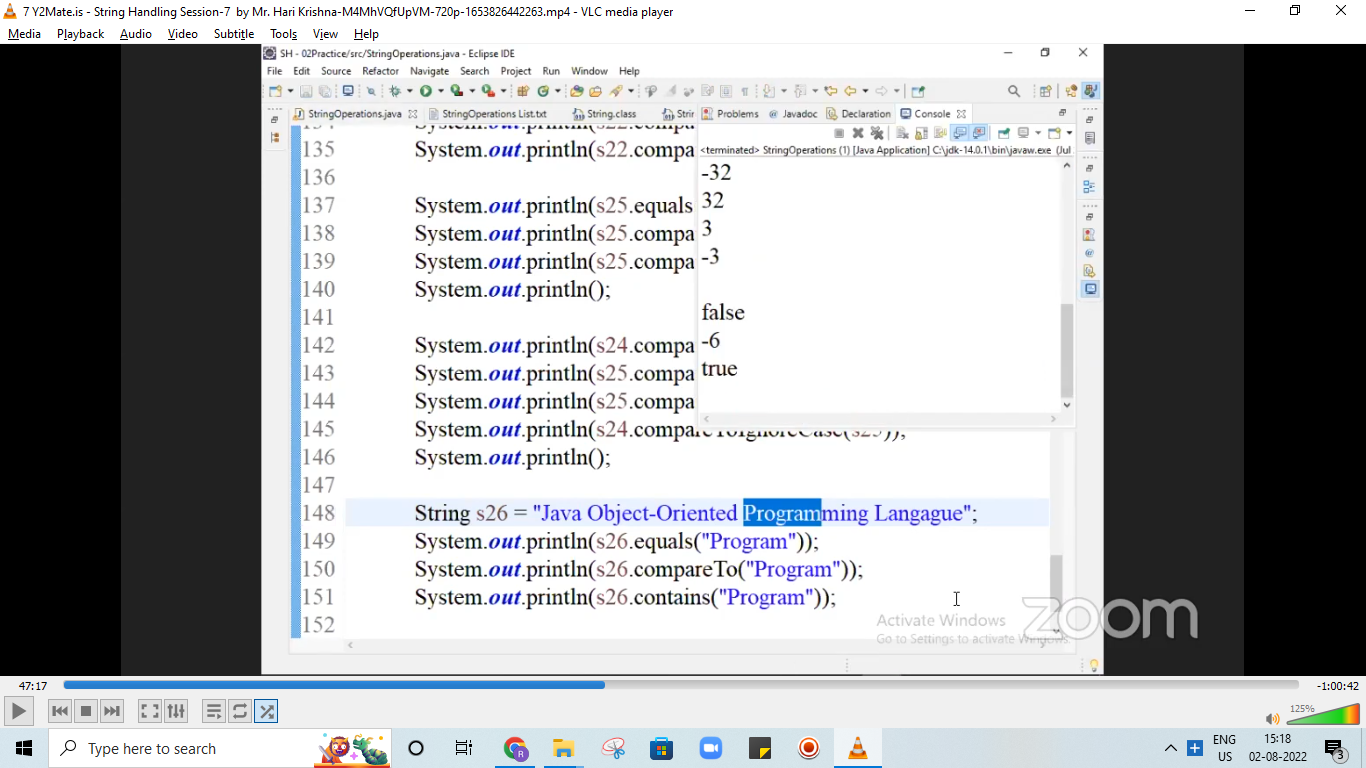 7 Y2Mate.is - String Handling Session-7 by Mr. Hari Krishna-M4MhVQfUpVM-720p-1653826442263.mp4 - VLC media player
Media Playback Audio Video Subtitle Tools View Help
SH - 02Practice/src/StringOperations.java - Eclipse IDE
File Edit Source Refactor Navigate Search Project Run Window Help
StringOperations.java StringOperations List.txt String.class Strin Problems Javadoc Declaration Console
<terminated> StringOperations (1) [Java Application] C:\jdk-14.0.1\bin\javaw.exe (Jul
-32
32
3
-3
false
-6
true
134 System.out.println(s22.compa
135 System.out.println(s22.compa
136
137 System.out.println(s25.equals
138 System.out.println(s25.compa
139 System.out.println(s25.compa
140 System.out.println();
141
142 System.out.println(s24.compa
143 System.out.println(s25.compa
144 System.out.println(s25.compa
145 System.out.println(s24.compareToIgnoreCase(s25));
146 System.out.println();
147
148 String s26 = "Java Object-Oriented Programming Langague";
149 System.out.println(s26.equals("Program"));
150 System.out.println(s26.compareTo("Program"));
151 System.out.println(s26.contains("Program"));
152
Activate Windows
Go to Settings to activate Windows.
zoom
47:17 -1:00:42
125%
Type here to search
ENG 15:18
US 02-08-2022 3